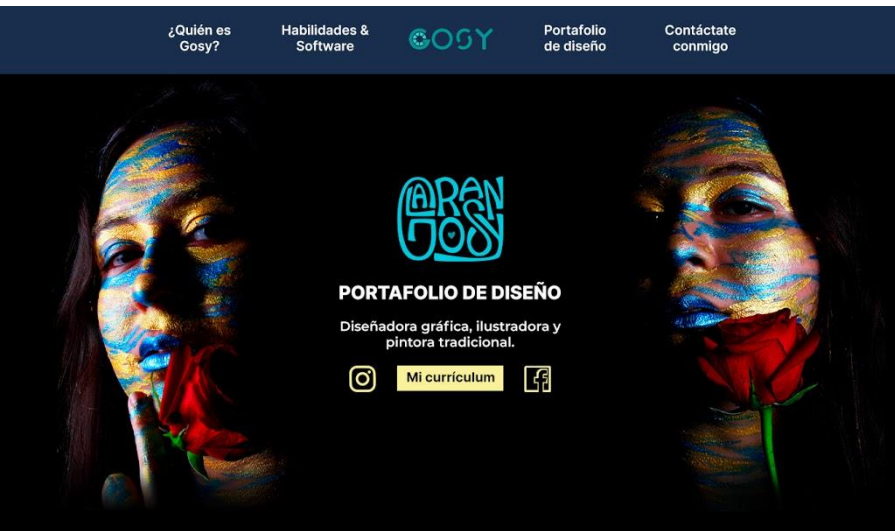 ¿Quién es
Gosy?
Habilidades &
Software
GOSY
Portafolio
de diseño
Contáctate
conmigo
LARAN
GOSY
PORTAFOLIO DE DISEÑO
Diseñadora gráfica, ilustradora y
pintora tradicional.
Mi currículum